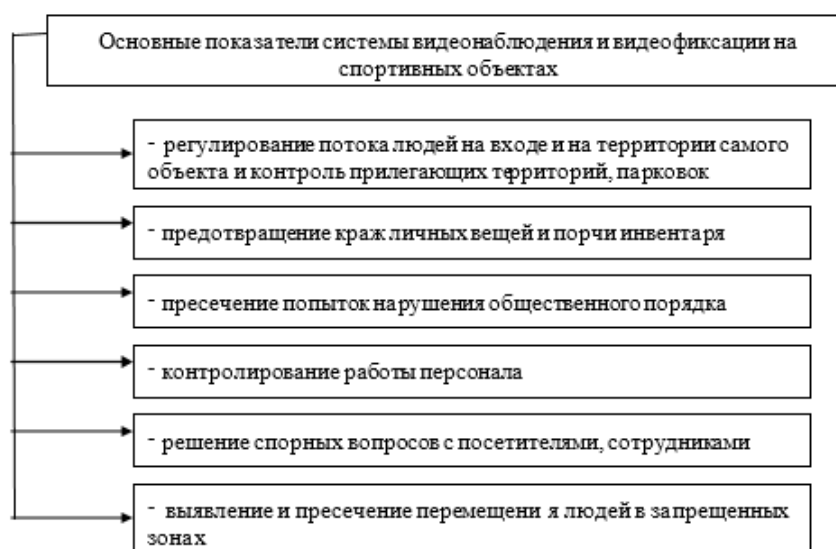 Основные показатели системы видеонаблюдения и видеофиксации на
спортивных объектах
- регулирование потока людей на входе и на территории самого
объекта и контроль прилегающих территорий, парковок
- предотвращение краж личных вещей и порчи инвентаря
- пресечение попыток нарушения общественного порядка
- контролирование работы персонала
- решение спорных вопросов с посетителями, сотрудниками
- выявление и пресечение перемещени я людей в запрещенных
зонах